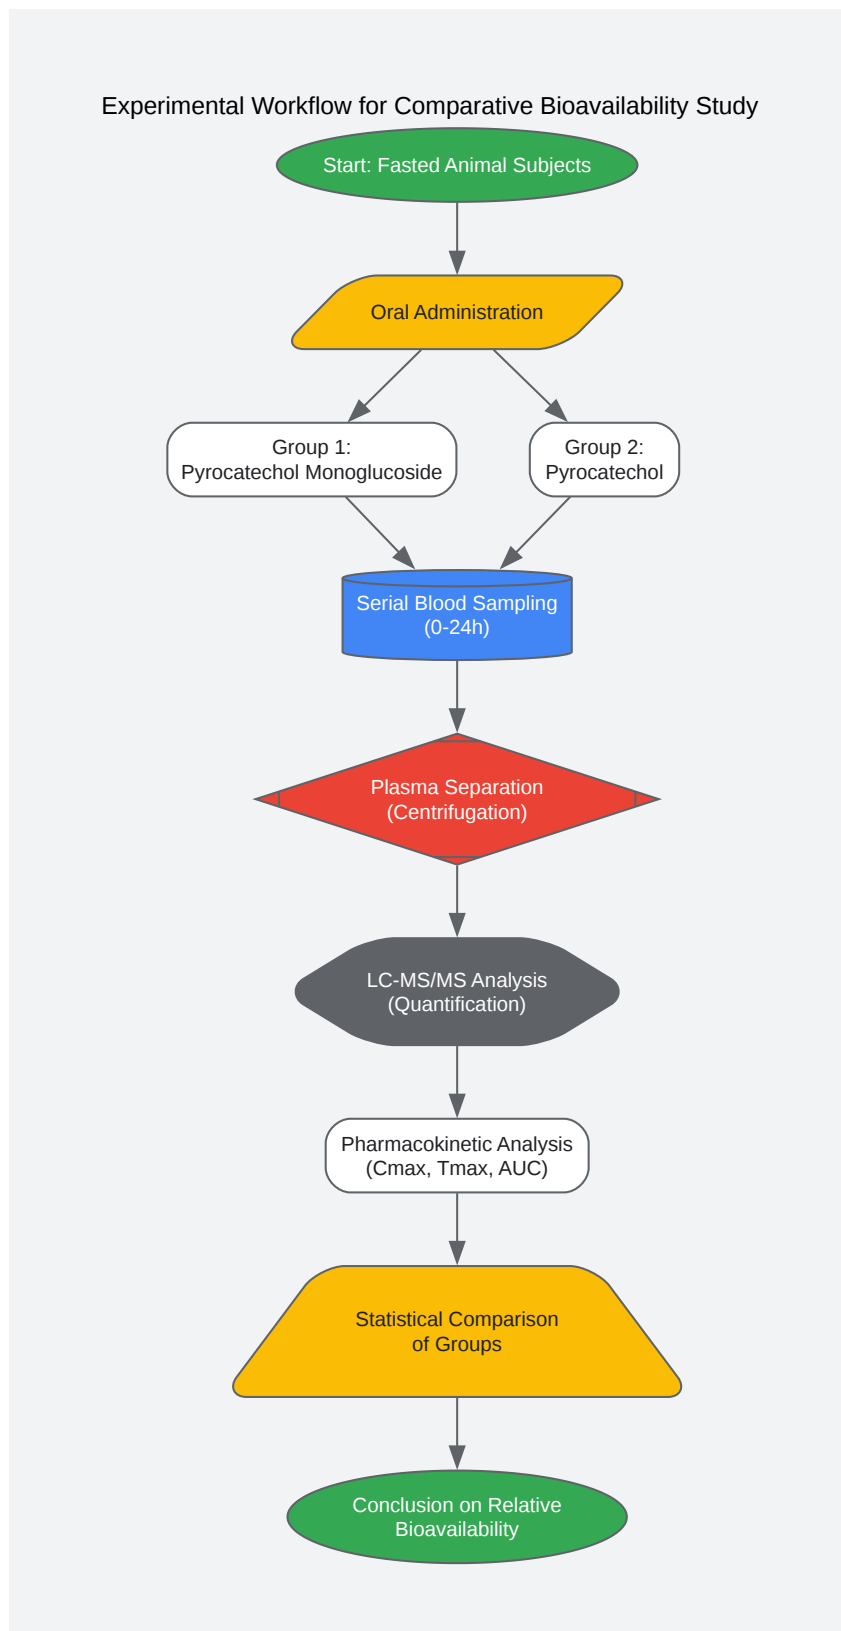 Experimental Workflow for Comparative Bioavailability Study
Start: Fasted Animal Subjects
Oral Administration
Group 1:
Pyrocatechol Monoglucoside
Group 2:
Pyrocatechol
Serial Blood Sampling
(0-24h)
Plasma Separation
(Centrifugation)
LC-MS/MS Analysis
(Quantification)
Pharmacokinetic Analysis
(Cmax, Tmax, AUC)
Statistical Comparison
of Groups
Conclusion on Relative
Bioavailability